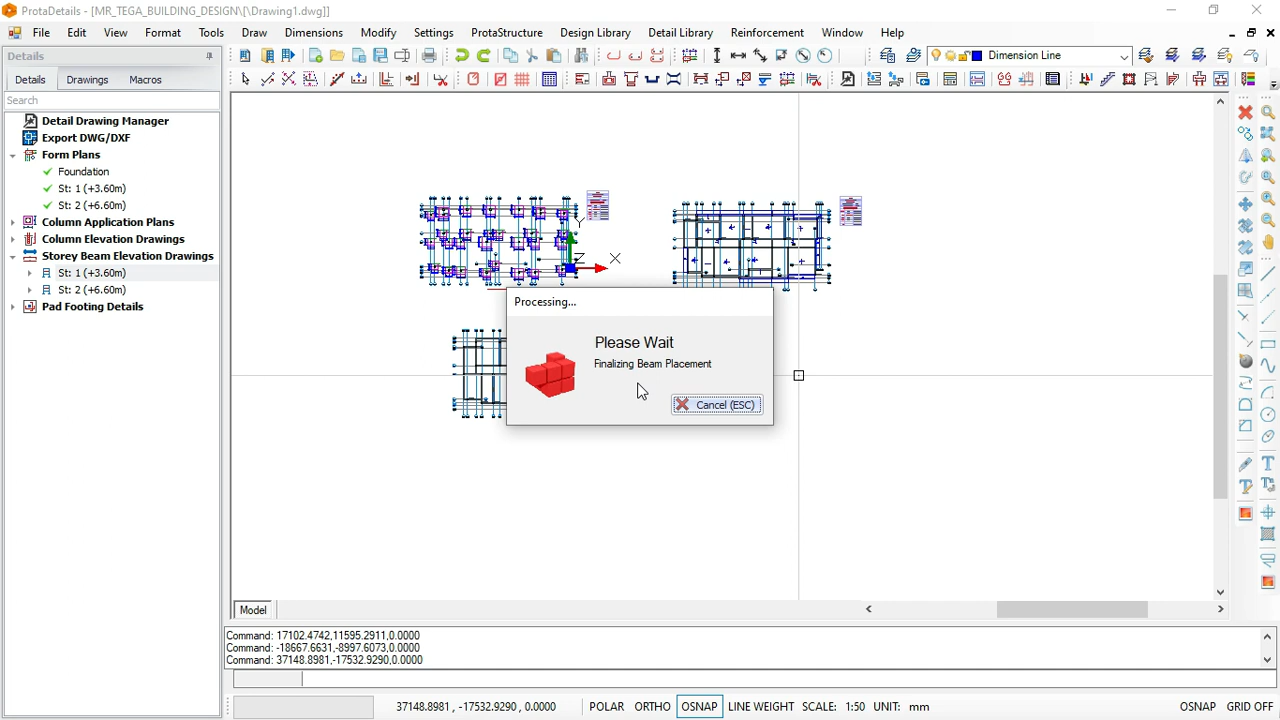 ProtaDetails - [MR_TEGA_BUILDING_DESIGN\[\Drawing1.dwg]]
File Edit View Format Tools Draw Dimensions Modify Settings ProtaStructure Design Library Detail Library Reinforcement Window Help
Details
Dimension Line
Details Drawings Macros
Search
Detail Drawing Manager
Export DWG/DXF
Form Plans
Foundation
St: 1 (+3.60m)
St: 2 (+6.60m)
Column Application Plans
Column Elevation Drawings
Storey Beam Elevation Drawings
St: 1 (+3.60m)
St: 2 (+6.60m)
Pad Footing Details
Y
Z X
Processing...
Please Wait
Finalizing Beam Placement
Cancel (ESC)
Model
Command: 17102.4742,11595.2911,0.0000
Command: -18667.6631,-8997.6073,0.0000
Command: 37148.8981,-17532.9290,0.0000
37148.8981 , -17532.9290 , 0.0000 POLAR ORTHO OSNAP LINE WEIGHT SCALE: 1:50 UNIT: mm OSNAP GRID OFF